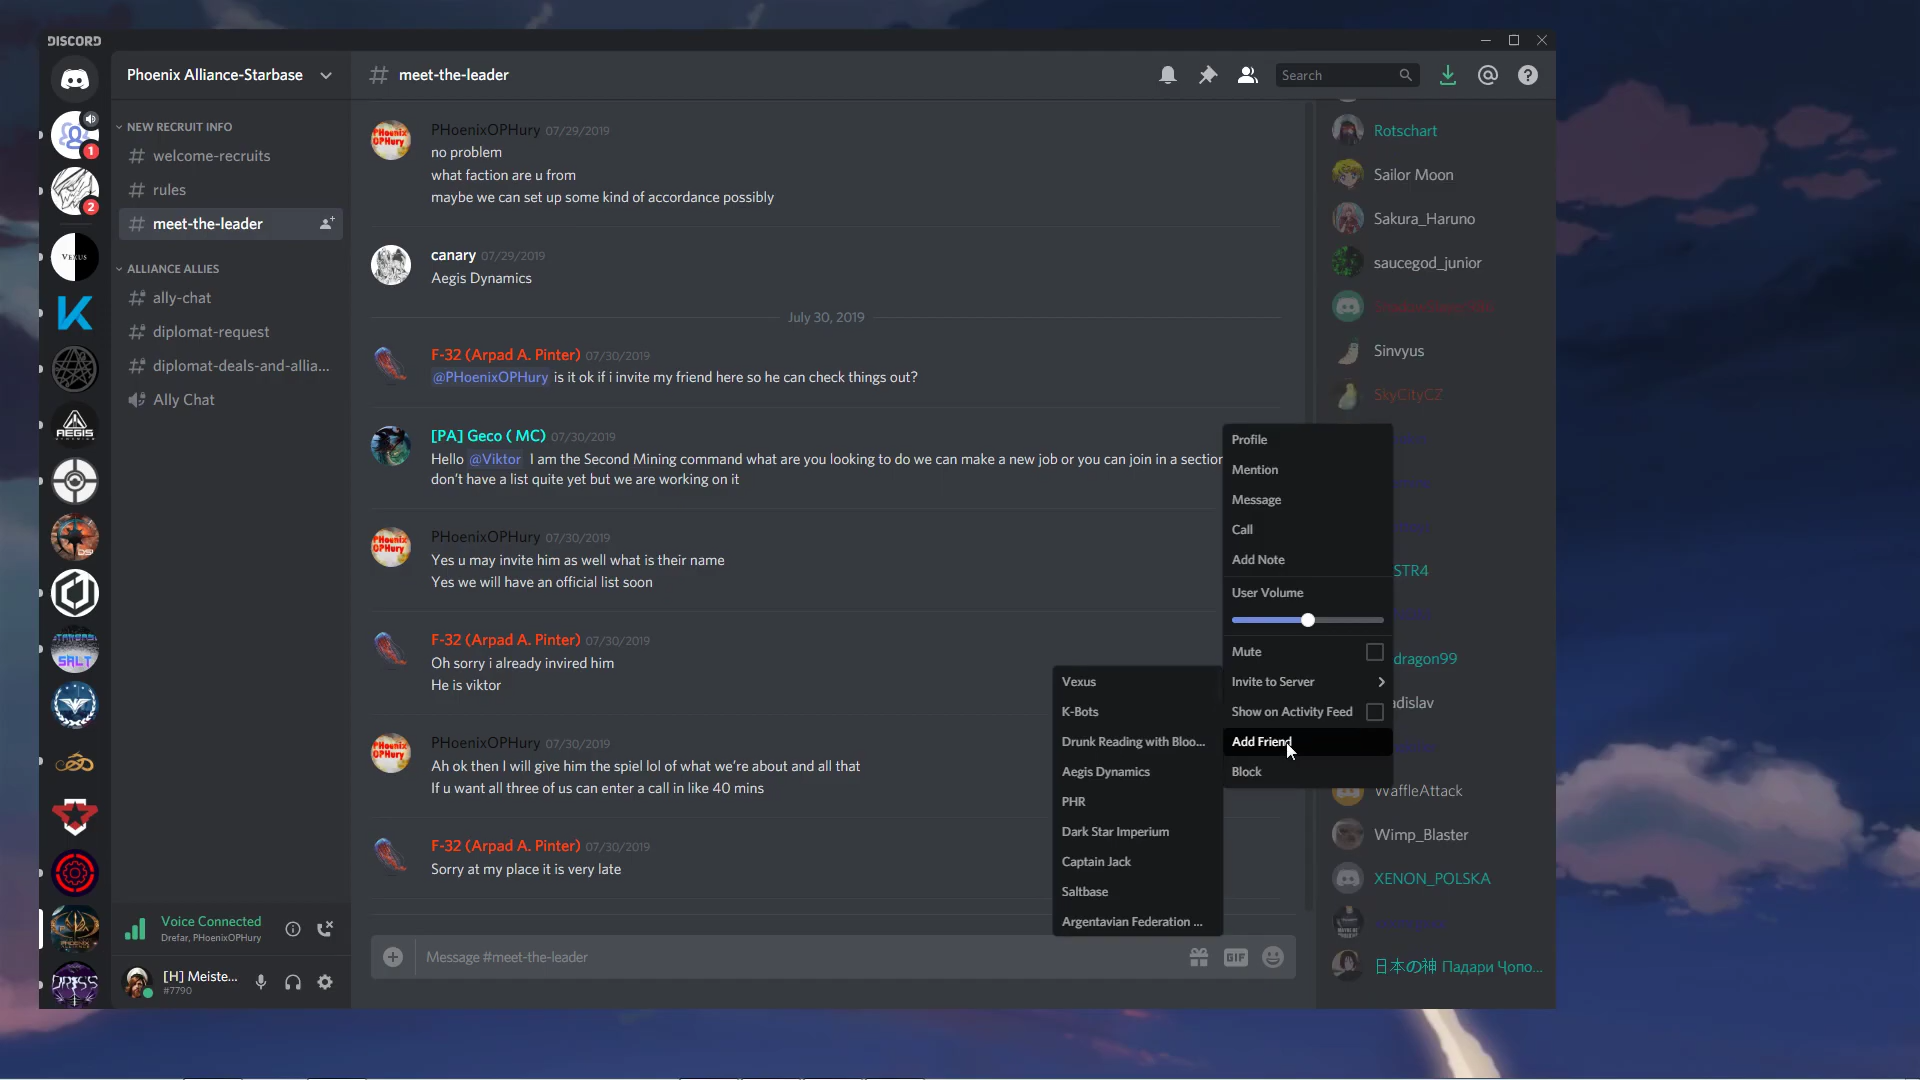 DISCORD
Phoenix Alliance-Starbase
meet-the-leader
Search
1
2
NEW RECRUIT INFO
welcome-recruits
rules
meet-the-leader
ALLIANCE ALLIES
ally-chat
diplomat-request
diplomat-deals-and-allia...
Ally Chat
VEXUS
K
AEGIS
DSI
STARBASE
SALT
Voice Connected
Drefar, PHoenixOPHury
[H] Meiste...
#7790
PHoenixOPHury 07/29/2019
no problem
what faction are u from
maybe we can set up some kind of accordance possibly
canary 07/29/2019
Aegis Dynamics
July 30, 2019
F-32 (Arpad A. Pinter) 07/30/2019
@PHoenixOPHury is it ok if i invite my friend here so he can check things out?
[PA] Geco ( MC) 07/30/2019
Hello @Viktor I am the Second Mining command what are you looking to do we can make a new job or you can join in a section
don't have a list quite yet but we are working on it
PHoenixOPHury 07/30/2019
Yes u may invite him as well what is their name
Yes we will have an official list soon
F-32 (Arpad A. Pinter) 07/30/2019
Oh sorry i already invired him
He is viktor
PHoenixOPHury 07/30/2019
Ah ok then I will give him the spiel lol of what we're about and all that
If u want all three of us can enter a call in like 40 mins
F-32 (Arpad A. Pinter) 07/30/2019
Sorry at my place it is very late
Message #meet-the-leader
GIF
Profile
Mention
Message
Call
Add Note
User Volume
Mute
Invite to Server
Show on Activity Feed
Add Friend
Block
Vexus
K-Bots
Drunk Reading with Bloo...
Aegis Dynamics
PHR
Dark Star Imperium
Captain Jack
Saltbase
Argentavian Federation ...
Rotschart
Sailor Moon
Sakura_Haruno
saucegod_junior
Sinvyus
SkyCityCZ
STR4
dragon99
adislav
WaffleAttack
Wimp_Blaster
XENON_POLSKA
日本の神 Падари Чопо...